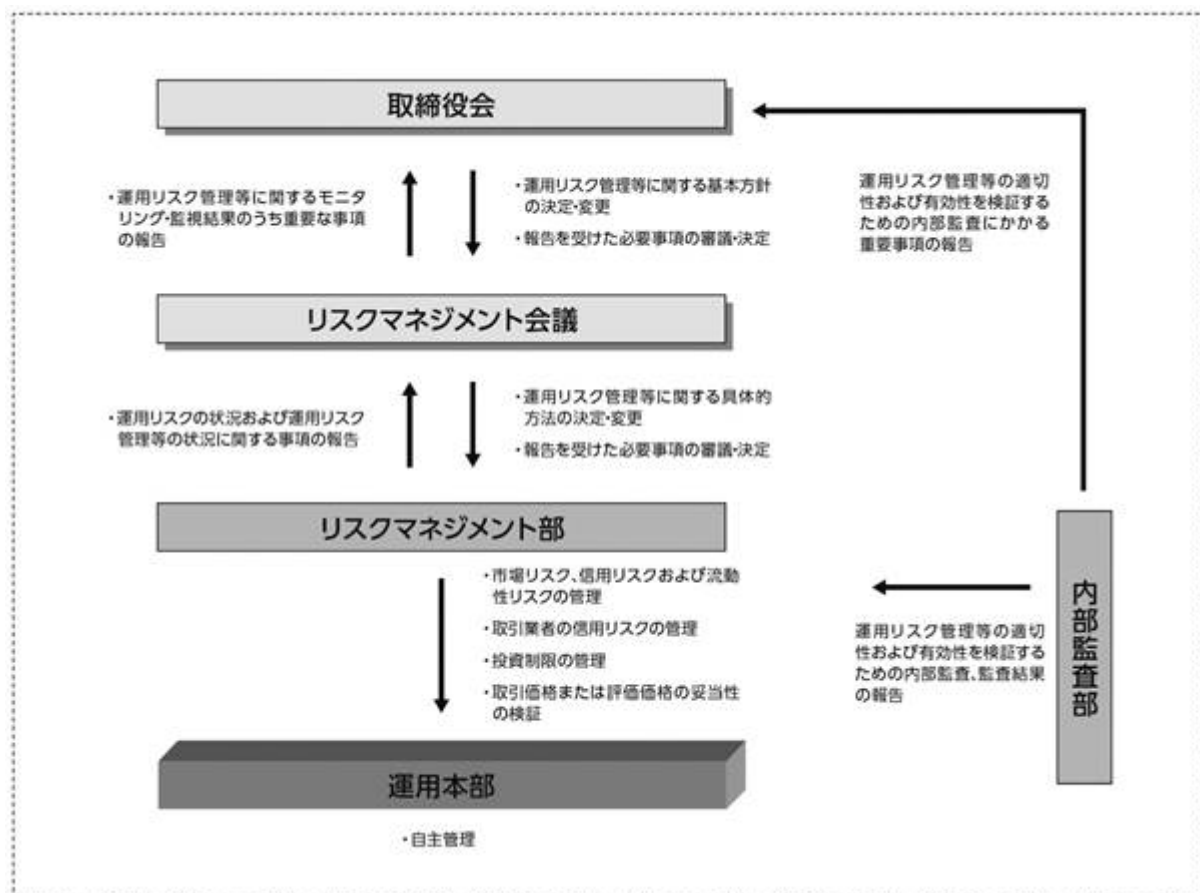 取締役会
・運用リスク管理等に関するモニタ
リング・監視結果のうち重要な事項
の報告
・運用リスク管理等に関する基本方針
の決定・変更
・報告を受けた必要事項の審議・決定
運用リスク管理等の適切
性および有効性を検証する
ための内部監査にかかる
重要事項の報告
リスクマネジメント会議
・運用リスクの状況および運用リスク
管理等の状況に関する事項の報告
・運用リスク管理等に関する具体的
方法の決定・変更
・報告を受けた必要事項の審議・決定
リスクマネジメント部
・市場リスク、信用リスクおよび流動
性リスクの管理
・取引業者の信用リスクの管理
・投資制限の管理
・取引価格または評価価格の妥当性
の検証
運用リスク管理等の適切
性および有効性を検証する
ための内部監査、監査結果
の報告
内部監査部
運用本部
・自主管理